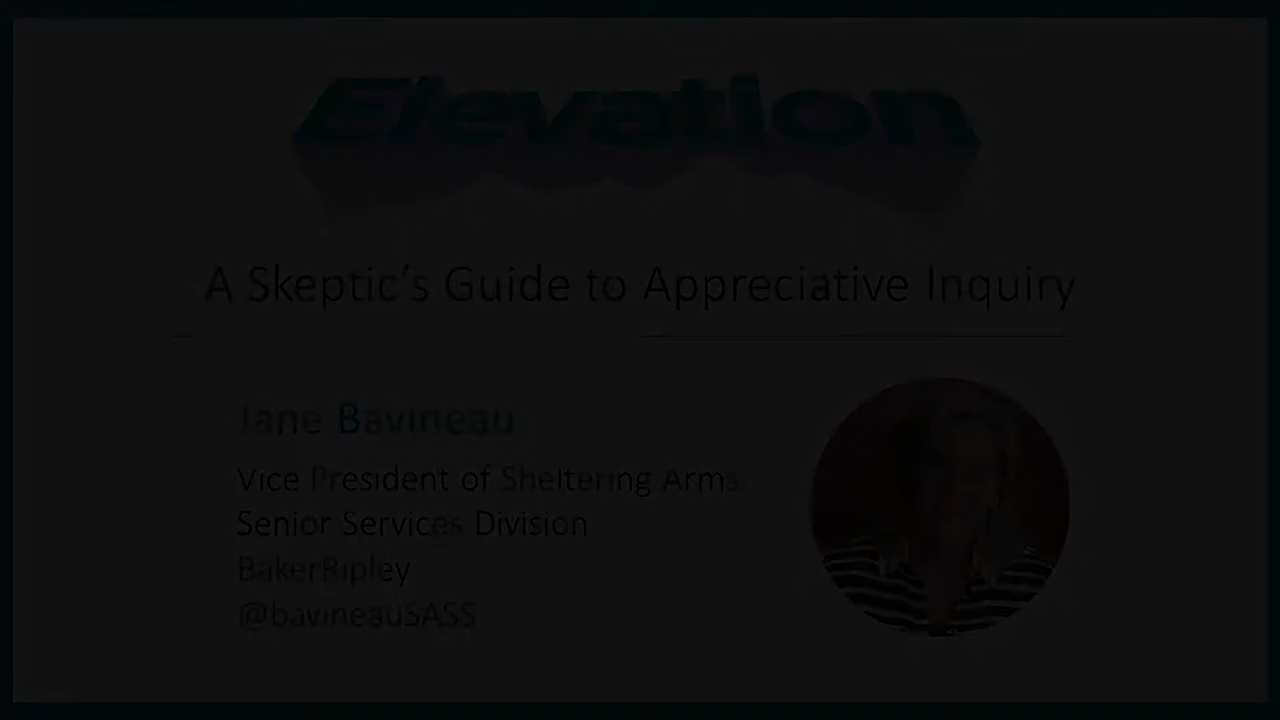 Elevation
A Skeptic's Guide to Appreciative Inquiry
Jane Bavineau
Vice President of Sheltering Arms
Senior Services Division
BakerRipley
@bavineauSASS